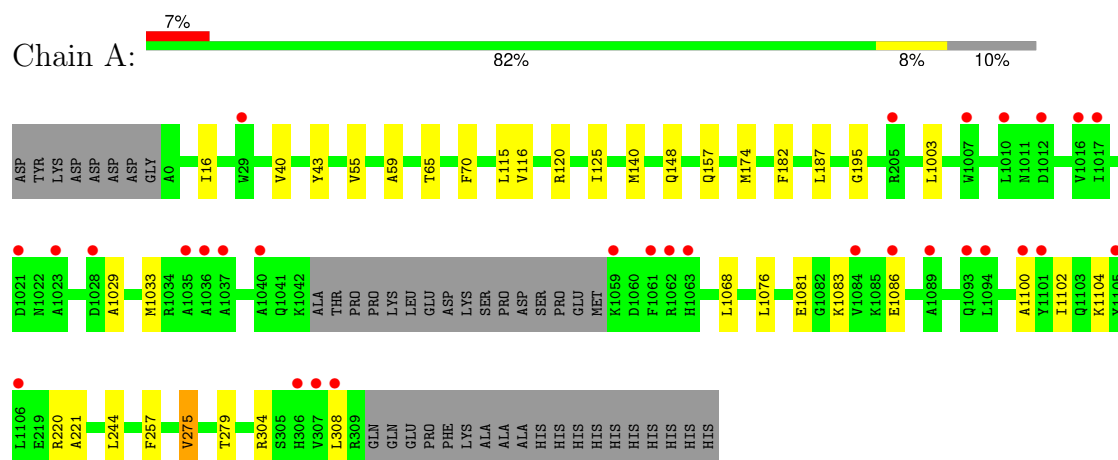 7%
Chain A:
82% 8% 10%
ASP TYR LYS ASP ASP ASP ASP GLY A0 I16 W29 V40 Y43 V55 A59 T65 F70 L115 V116 R120 I125 M140 Q148 Q157 M174 F182 L187 G195 R205 L1003 W1007 L1010 N1011 D1012 V1016 I1017
D1021 N1022 A1023 D1028 A1029 M1033 R1034 A1035 A1036 A1037 A1040 Q1041 K1042 ALA THR PRO PRO LYS LEU GLU ASP LYS SER PRO ASP SER PRO GLU MET K1059 D1060 F1061 R1062 H1063 L1068 L1076 E1081 G1082 K1083 V1084 K1085 E1086 A1089 Q1093 L1094 A1100 Y1101 I1102 Q1103 K1104 Y1105
L1106 E219 R220 A221 L244 F257 V275 T279 R304 S305 H306 V307 L308 R309 GLN GLN GLU PRO PHE LYS ALA ALA ALA HIS HIS HIS HIS HIS HIS HIS HIS HIS HIS